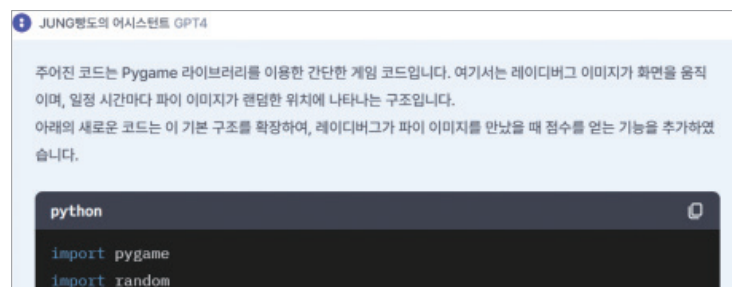 JUNG빵도의 어시스턴트 GPT4
주어진 코드는 Pygame 라이브러리를 이용한 간단한 게임 코드입니다. 여기서는 레이디버그 이미지가 화면을 움직
이며, 일정 시간마다 파이 이미지가 랜덤한 위치에 나타나는 구조입니다.
아래의 새로운 코드는 이 기본 구조를 확장하여, 레이디버그가 파이 이미지를 만났을 때 점수를 얻는 기능을 추가하였
습니다.
python
import pygame
import random